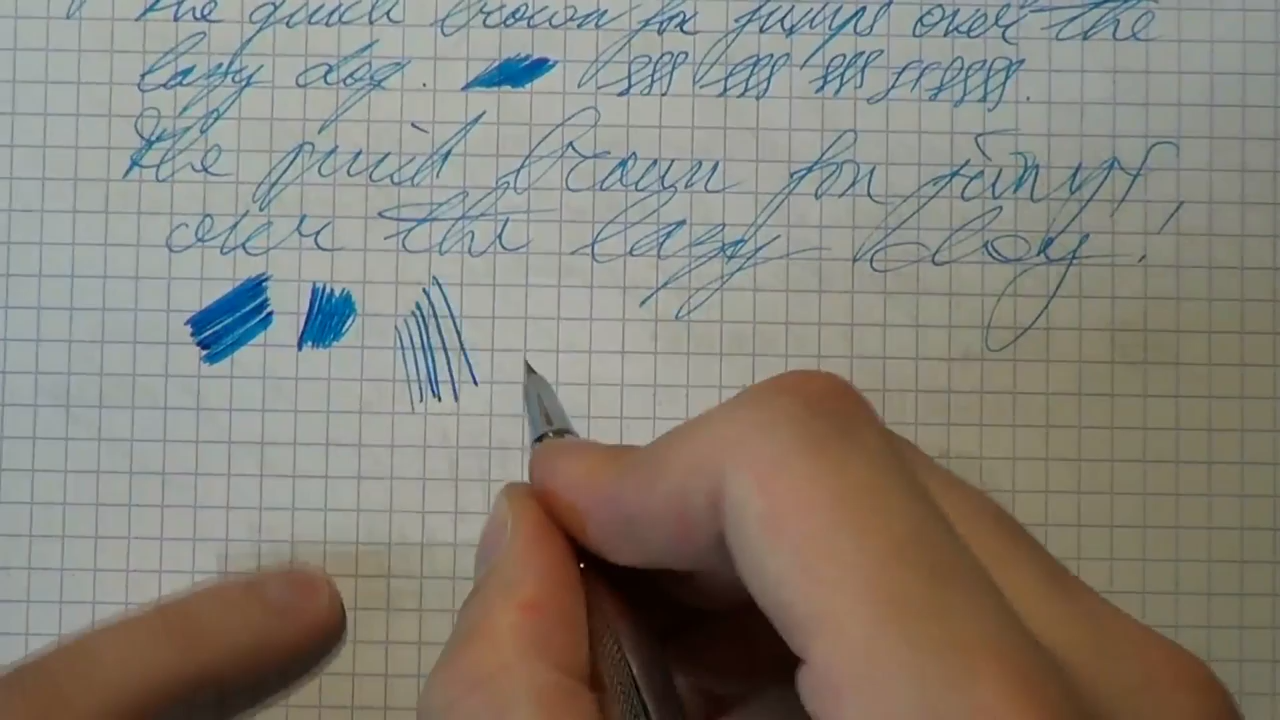 The quick brown fox jumps over the
lazy dog.
The quick brown fox jumps,
over the lazy dog!